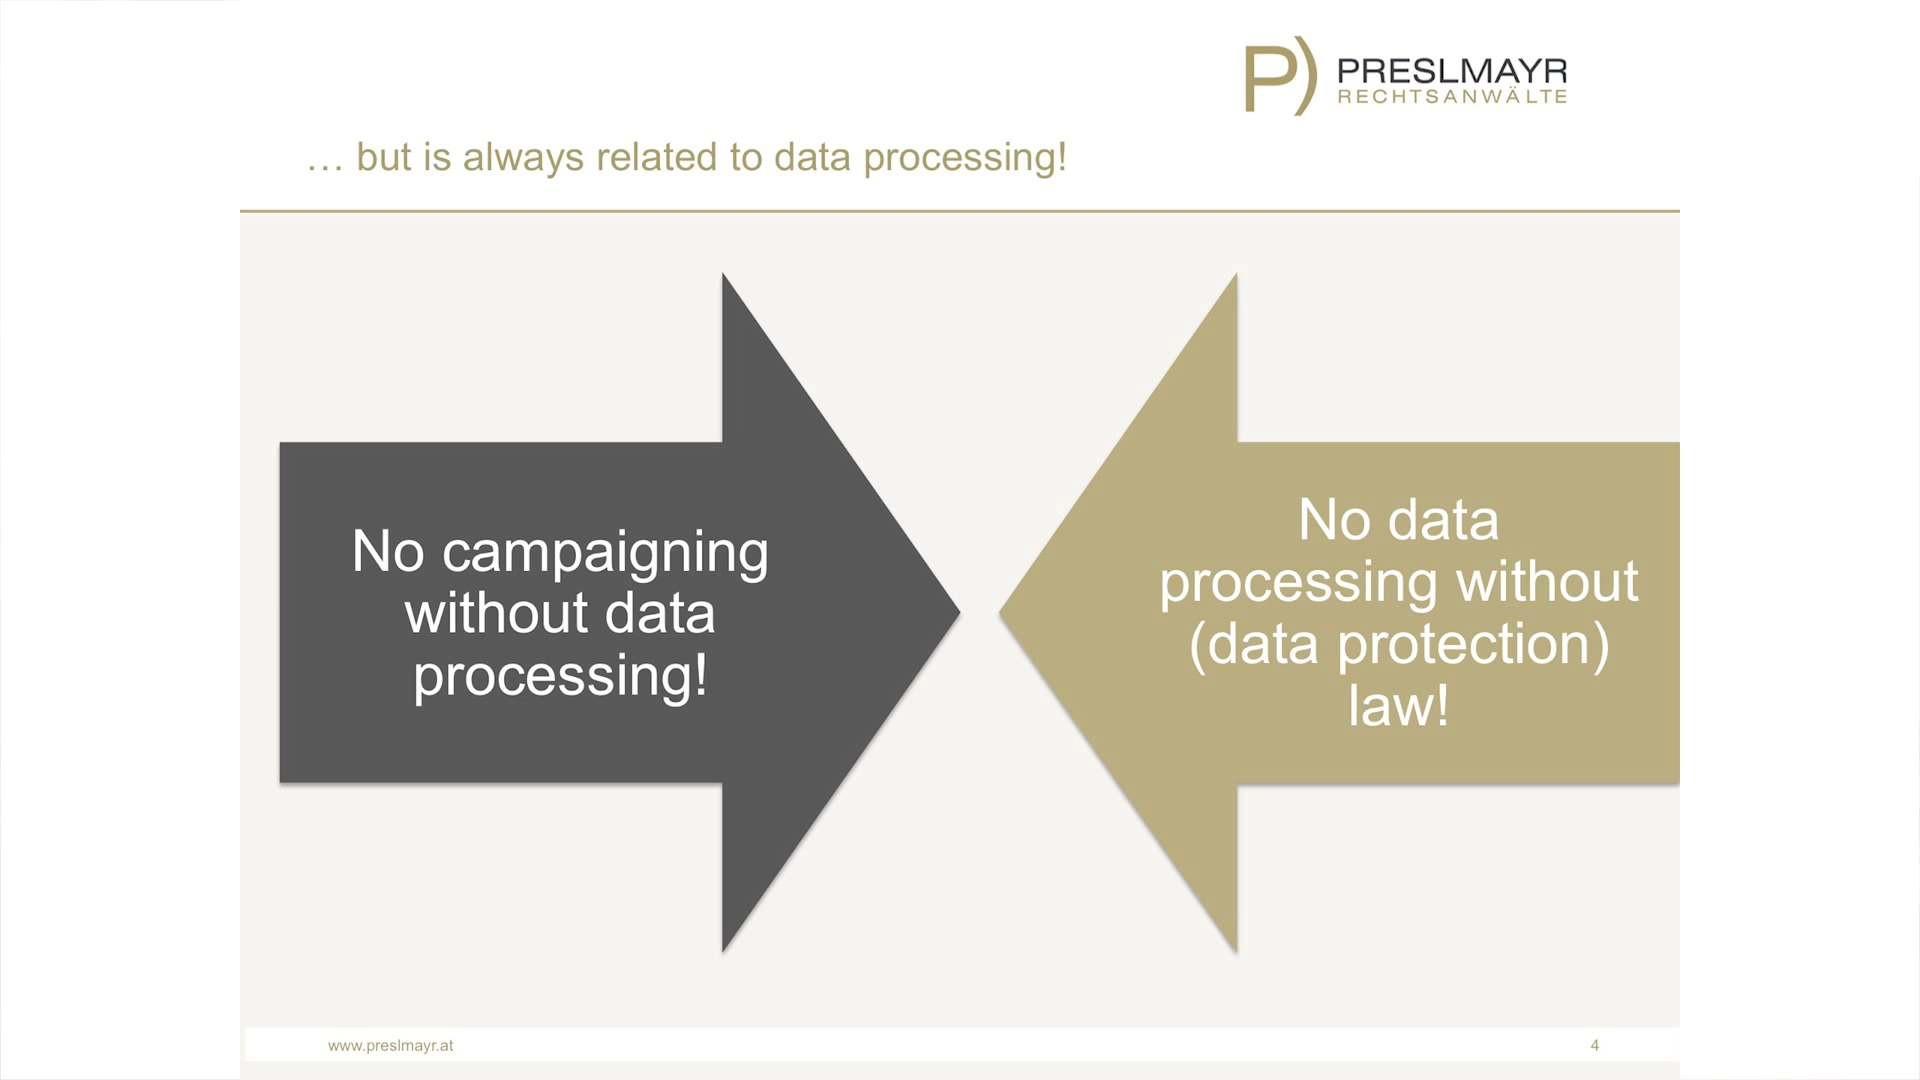 P) PRESLMAYR
RECHTSANWÄLTE
… but is always related to data processing!
No campaigning
without data
processing!
No data
processing without
(data protection)
law!
www.preslmayr.at
4